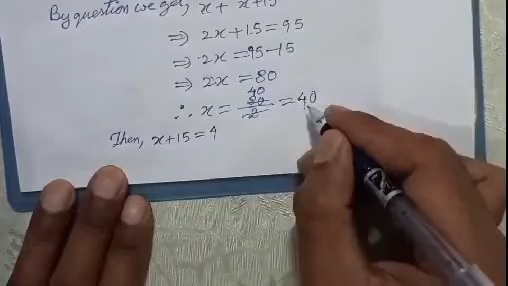 By question we get, x + x+15
⇒ 2x + 15 = 95
⇒ 2x = 95-15
⇒ 2x = 80
∴ x = 80/2 40 = 40
Then, x+15 = 4